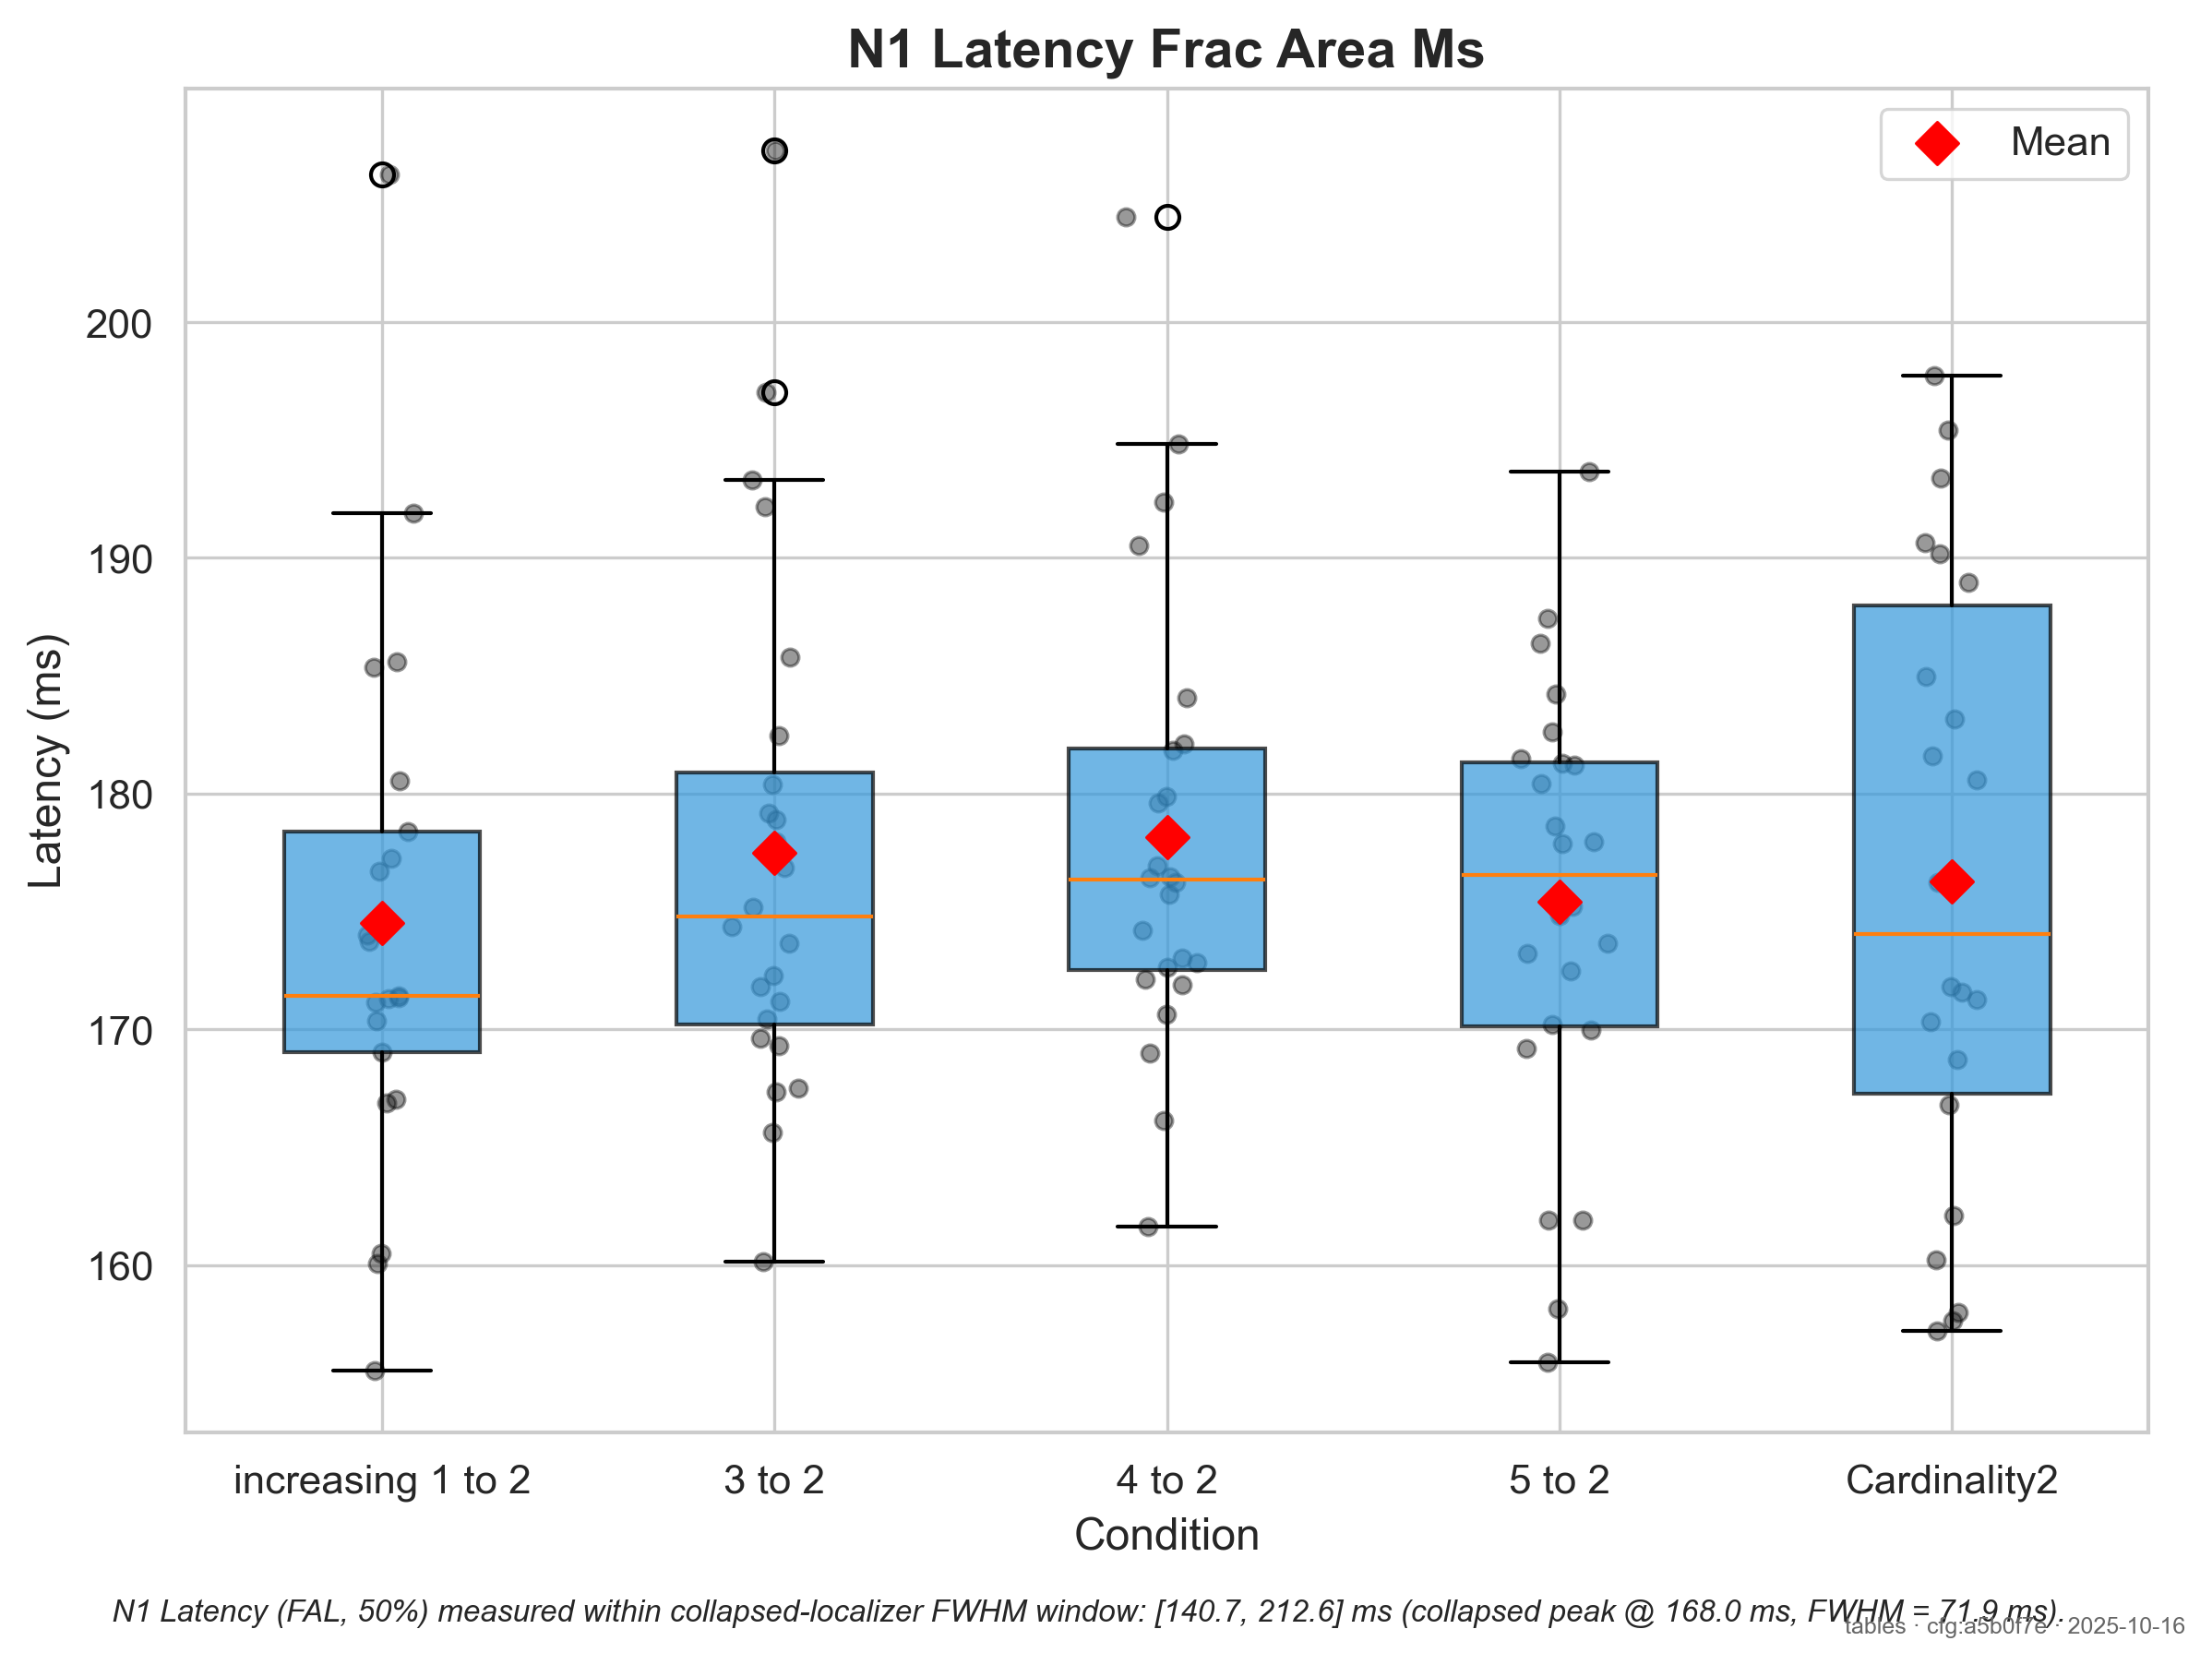 N1 Latency Frac Area Ms
Mean
Latency (ms)
200
190
180
170
160
increasing 1 to 2
3 to 2
4 to 2
5 to 2
Cardinality2
Condition
N1 Latency (FAL, 50%) measured within collapsed-localizer FWHM window: [140.7, 212.6] ms (collapsed peak @ 168.0 ms, FWHM = 71.9 ms).
tables · cfg:a5b0f7e · 2025-10-16